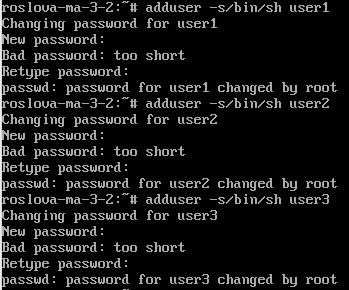 roslova-ma-3-2:~# adduser -s/bin/sh user1
Changing password for user1
New password:
Bad password: too short
Retype password:
passwd: password for user1 changed by root
roslova-ma-3-2:~# adduser -s/bin/sh user2
Changing password for user2
New password:
Bad password: too short
Retype password:
passwd: password for user2 changed by root
roslova-ma-3-2:~# adduser -s/bin/sh user3
Changing password for user3
New password:
Bad password: too short
Retype password:
passwd: password for user3 changed by root